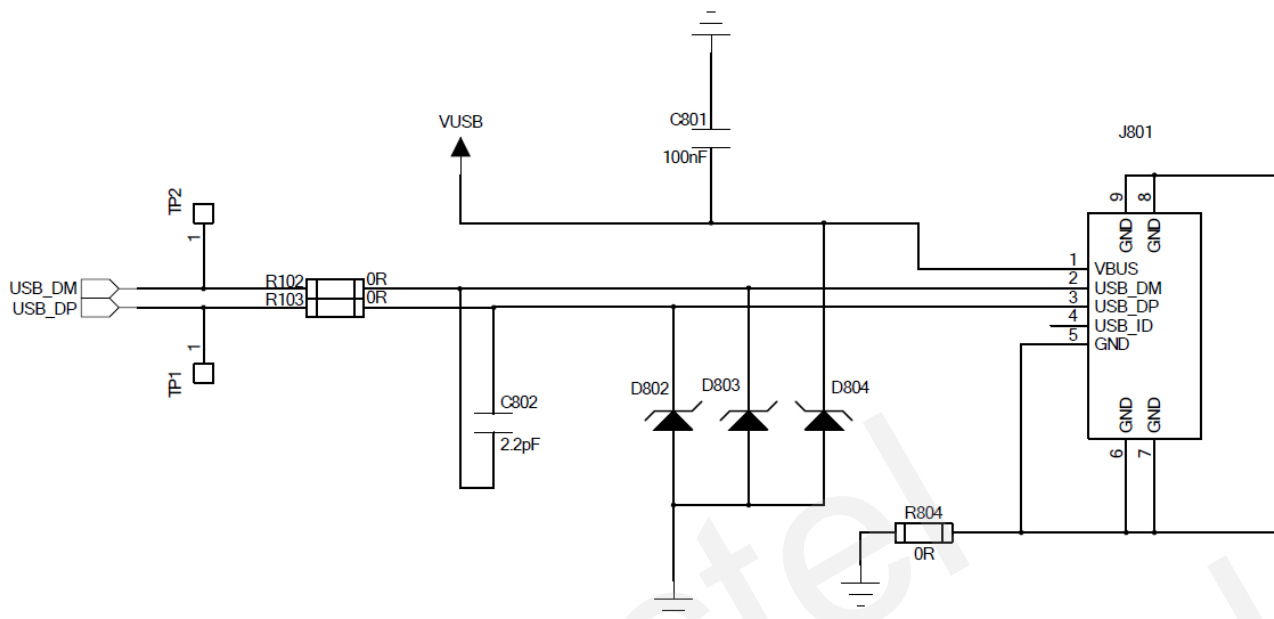 VUSB
C801
100nF
J801
TP2
1
9
8
GND
GND
USB_DM
USB_DP
R102
0R
R103
0R
1
VBUS
2
USB_DM
3
USB_DP
4
USB_ID
5
GND
1
TP1
C802
2.2pF
D802
D803
D804
GND
GND
6
7
R804
0R